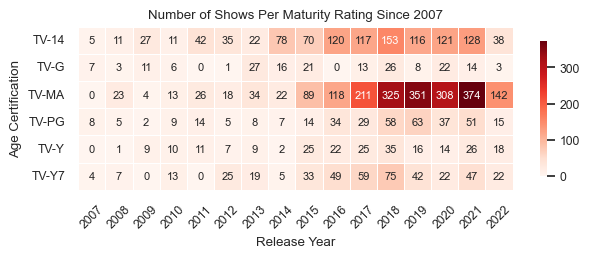 Number of Shows Per Maturity Rating Since 2007
TV-14 5 11 27 11 42 35 22 78 70 120 117 153 116 121 128 38
TV-G 7 3 11 6 0 1 27 16 21 0 13 26 8 22 14 3
TV-MA 0 23 4 13 26 18 34 22 89 118 211 325 351 308 374 142
TV-PG 8 5 2 9 14 5 8 7 14 34 29 58 63 37 51 15
TV-Y 0 1 9 10 11 7 9 2 25 22 25 35 16 14 26 18
TV-Y7 4 7 0 13 0 25 19 5 33 49 59 75 42 22 47 22
2007 2008 2009 2010 2011 2012 2013 2014 2015 2016 2017 2018 2019 2020 2021 2022
Release Year
Age Certification
300
200
100
0